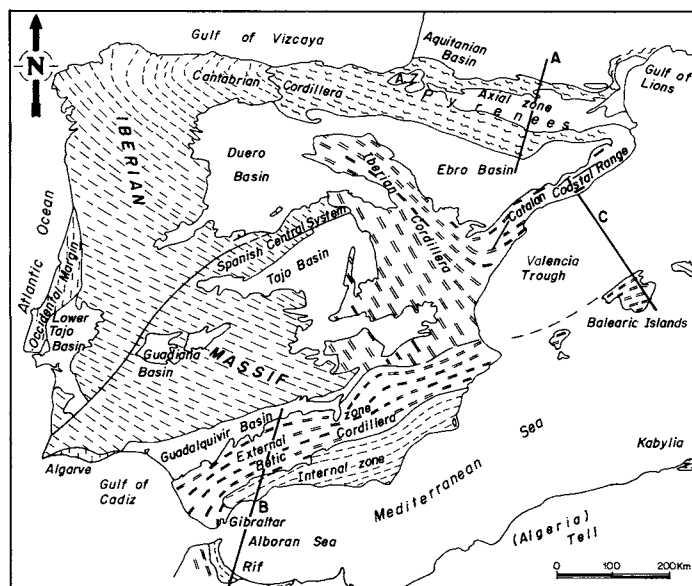 Gulf of Vizcaya
Aquitanian
Basin
A
Gulf of
Lions
N
Cantabrian
Cordillera
A.Z.
Axial zone
Pyrenees
IBERIAN
Duero
Basin
Iberian
Cordillera
Ebro Basin
Catalan Coastal Range
C
Atlantic Ocean
Occidental Margin
Spanish Central System
Tajo Basin
Valencia
Trough
Lower
Tajo
Basin
Balearic Islands
Guadiana
Basin
MASSIF
Guadalquivir Basin
External zone
Betic Cordillera
Internal zone
Algarve
Gulf of
Cadiz
B
Gibraltar
Alboran Sea
Rif
Mediterranean Sea
Kabylia
(Algeria)
Tell
0 100 200Km